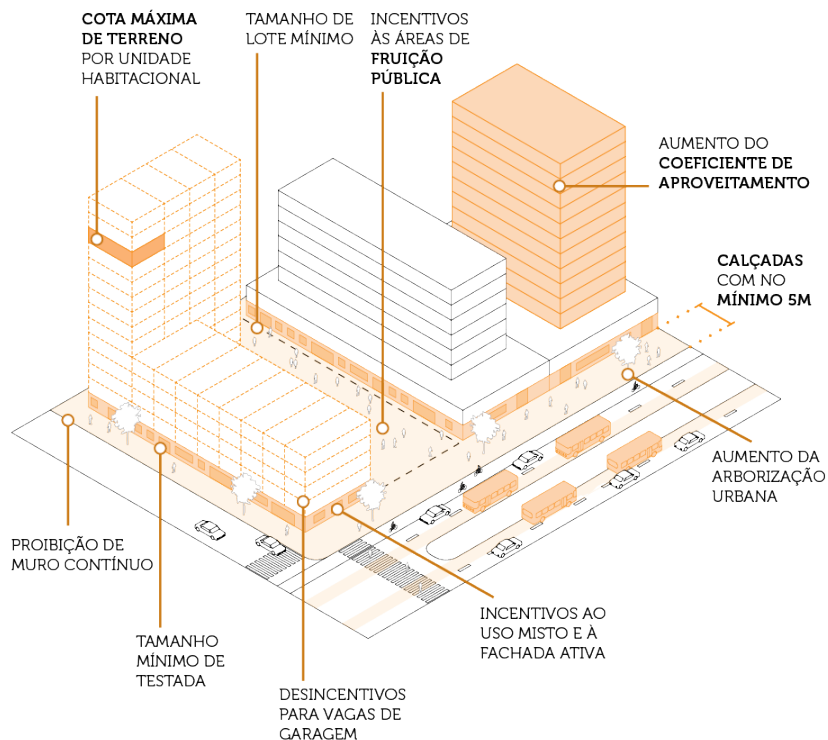 COTA MÁXIMA
DE TERRENO
POR UNIDADE
HABITACIONAL
TAMANHO DE
LOTE MÍNIMO
INCENTIVOS
ÀS ÁREAS DE
FRUIÇÃO
PÚBLICA
AUMENTO DO
COEFICIENTE DE
APROVEITAMENTO
CALÇADAS
COM NO
MÍNIMO 5M
AUMENTO DA
ARBORIZAÇÃO
URBANA
PROIBIÇÃO DE
MURO CONTÍNUO
TAMANHO
MÍNIMO DE
TESTADA
DESINCENTIVOS
PARA VAGAS DE
GARAGEM
INCENTIVOS AO
USO MISTO E À
FACHADA ATIVA